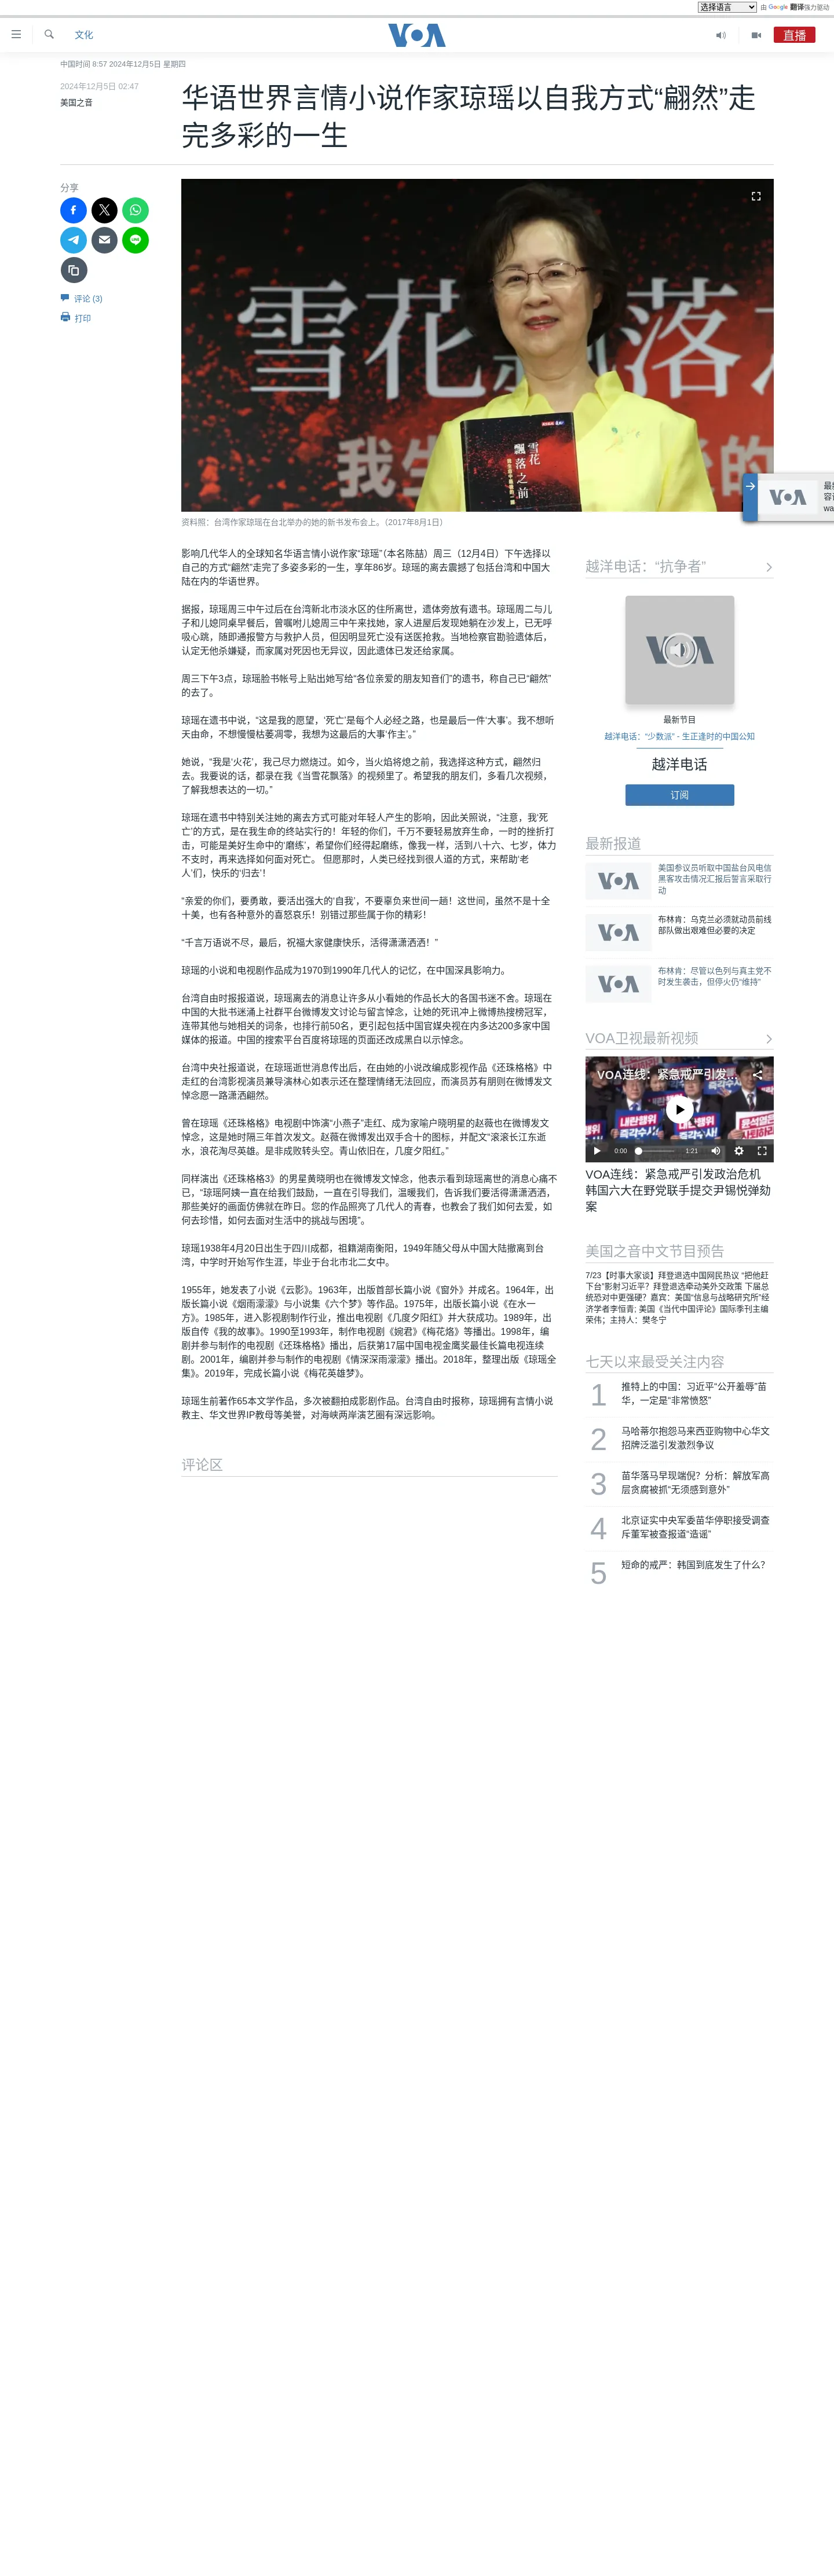 选择语言 由 Google 翻译强力驱动
文化
VOA
直播
中国时间 8:57 2024年12月5日 星期四
2024年12月5日 02:47
美国之音
华语世界言情小说作家琼瑶以自我方式“翩然”走
完多彩的一生
分享
评论 (3)
打印
雪花
飘落之前
资料照：台湾作家琼瑶在台北举办的她的新书发布会上。（2017年8月1日）
影响几代华人的全球知名华语言情小说作家“琼瑶”（本名陈喆）周三（12月4日）下午选择以
自己的方式“翩然”走完了多姿多彩的一生，享年86岁。琼瑶的离去震撼了包括台湾和中国大
陆在内的华语世界。
据报，琼瑶周三中午过后在台湾新北市淡水区的住所离世，遗体旁放有遗书。琼瑶周二与儿
子和儿媳同桌早餐后，曾嘱咐儿媳周三中午来找她，家人进屋后发现她躺在沙发上，已无呼
吸心跳，随即通报警方与救护人员，但因明显死亡没有送医抢救。当地检察官勘验遗体后，
认定无他杀嫌疑，而家属对死因也无异议，因此遗体已发还给家属。
周三下午3点，琼瑶脸书帐号上贴出她写给“各位亲爱的朋友知音们”的遗书，称自己已“翩然”
的去了。
琼瑶在遗书中说，“这是我的愿望，‘死亡’是每个人必经之路，也是最后一件‘大事’。我不想听
天由命，不想慢慢枯萎凋零，我想为这最后的大事‘作主’。”
她说，“我是‘火花’，我已尽力燃烧过。如今，当火焰将熄之前，我选择这种方式，翩然归
去。我要说的话，都录在我《当雪花飘落》的视频里了。希望我的朋友们，多看几次视频，
了解我想表达的一切。”
琼瑶在遗书中特别关注她的离去方式可能对年轻人产生的影响，因此关照说，“注意，我‘死
亡’的方式，是在我生命的终站实行的！年轻的你们，千万不要轻易放弃生命，一时的挫折打
击，可能是美好生命中的‘磨练’，希望你们经得起磨练，像我一样，活到八十六、七岁，体力
不支时，再来选择如何面对死亡。 但愿那时，人类已经找到很人道的方式，来帮助‘老
人’们，快乐的‘归去’！
“亲爱的你们，要勇敢，要活出强大的‘自我’，不要辜负来世间一趟！这世间，虽然不是十全
十美，也有各种意外的喜怒哀乐！别错过那些属于你的精彩！
“千言万语说不尽，最后，祝福大家健康快乐，活得潇潇洒洒！”
琼瑶的小说和电视剧作品成为1970到1990年几代人的记忆，在中国深具影响力。
台湾自由时报报道说，琼瑶离去的消息让许多从小看她的作品长大的各国书迷不舍。琼瑶在
中国的大批书迷涌上社群平台微博发文讨论与留言悼念，让她的死讯冲上微博热搜榜冠军，
连带其他与她相关的词条，也排行前50名，更引起包括中国官媒央视在内多达200多家中国
媒体的报道。中国的搜索平台百度将琼瑶的页面还改成黑白以示悼念。
台湾中央社报道说，在琼瑶逝世消息传出后，在由她的小说改编成影视作品《还珠格格》中
走红的台湾影视演员兼导演林心如表示还在整理情绪无法回应，而演员苏有朋则在微博发文
悼念愿一路潇洒翩然。
曾在琼瑶《还珠格格》电视剧中饰演“小燕子”走红、成为家喻户晓明星的赵薇也在微博发文
悼念，这是她时隔三年首次发文。赵薇在微博发出双手合十的图标，并配文“滚滚长江东逝
水，浪花淘尽英雄。是非成败转头空。青山依旧在，几度夕阳红。”
同样演出《还珠格格3》的男星黄晓明也在微博发文悼念，他表示看到琼瑶离世的消息心痛不
已，“琼瑶阿姨一直在给我们鼓励，一直在引导我们，温暖我们，告诉我们要活得潇潇洒洒，
那些美好的画面仿佛就在昨日。您的作品照亮了几代人的青春，也教会了我们如何去爱，如
何去珍惜，如何去面对生活中的挑战与困境”。
琼瑶1938年4月20日出生于四川成都，祖籍湖南衡阳，1949年随父母从中国大陆撤离到台
湾，中学时开始写作生涯，毕业于台北市北二女中。
1955年，她发表了小说《云影》。1963年，出版首部长篇小说《窗外》并成名。1964年，出
版长篇小说《烟雨濛濛》与小说集《六个梦》等作品。1975年，出版长篇小说《在水一
方》。1985年，进入影视剧制作行业，推出电视剧《几度夕阳红》并大获成功。1989年，出
版自传《我的故事》。1990至1993年，制作电视剧《婉君》《梅花烙》等播出。1998年，编
剧并参与制作的电视剧《还珠格格》播出，后获第17届中国电视金鹰奖最佳长篇电视连续
剧。2001年，编剧并参与制作的电视剧《情深深雨濛濛》播出。2018年，整理出版《琼瑶全
集》。2019年，完成长篇小说《梅花英雄梦》。
琼瑶生前著作65本文学作品，多次被翻拍成影剧作品。台湾自由时报称，琼瑶拥有言情小说
教主、华文世界IP教母等美誉，对海峡两岸演艺圈有深远影响。
评论区
越洋电话：“抗争者”
VOA
最新节目
越洋电话：“少数派” - 生正逢时的中国公知
越洋电话
订阅
最新报道
VOA
美国参议员听取中国盐台风电信
黑客攻击情况汇报后誓言采取行
动
VOA
布林肯：乌克兰必须就动员前线
部队做出艰难但必要的决定
VOA
布林肯：尽管以色列与真主党不
时发生袭击，但停火仍“维持”
VOA卫视最新视频
VOA连线：紧急戒严引发...
0:00 1:21
VOA连线：紧急戒严引发政治危机
韩国六大在野党联手提交尹锡悦弹劾
案
美国之音中文节目预告
7/23【时事大家谈】拜登退选中国网民热议 “把他赶
下台”影射习近平？拜登退选牵动美外交政策 下届总
统恐对中更强硬？嘉宾：美国“信息与战略研究所”经
济学者李恒青; 美国《当代中国评论》国际季刊主编
荣伟；主持人：樊冬宁
七天以来最受关注内容
1 推特上的中国：习近平“公开羞辱”苗
华，一定是“非常愤怒”
2 马哈蒂尔抱怨马来西亚购物中心华文
招牌泛滥引发激烈争议
3 苗华落马早现端倪？分析：解放军高
层贪腐被抓“无须感到意外”
4 北京证实中央军委苗华停职接受调查
斥董军被查报道“造谣”
5 短命的戒严：韩国到底发生了什么？